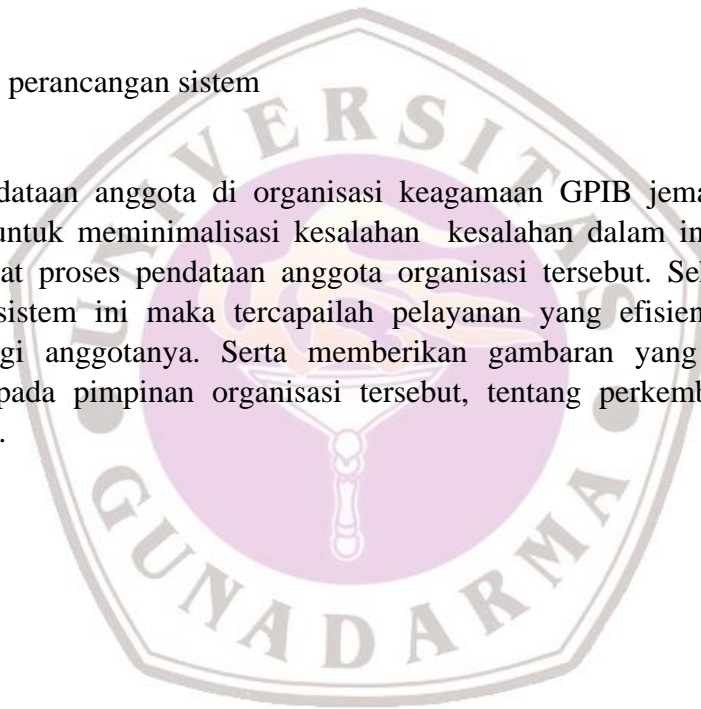 perancangan sistem
dataan anggota di organisasi keagamaan GPIB jema
untuk meminimalisasi kesalahan kesalahan dalam in
at proses pendataan anggota organisasi tersebut. Se
sistem ini maka tercapailah pelayanan yang efisien
gi anggotanya. Serta memberikan gambaran yang
pada pimpinan organisasi tersebut, tentang perkemb
.
UNIVERSITAS
GUNADARMA